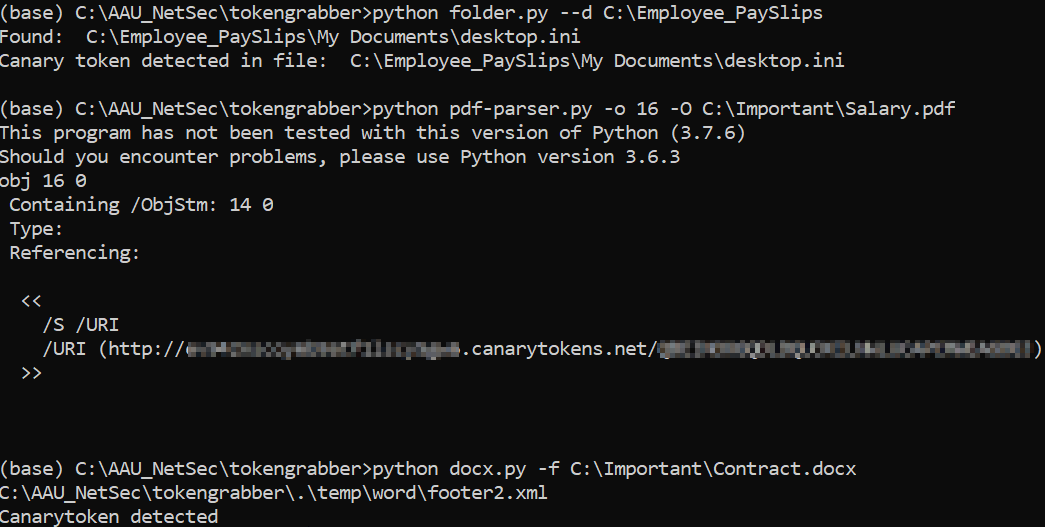 (base) C:\AAU_NetSec\tokengrabber>python folder.py --d C:\Employee_PaySlips
Found:  C:\Employee_PaySlips\My Documents\desktop.ini
Canary token detected in file:  C:\Employee_PaySlips\My Documents\desktop.ini
(base) C:\AAU_NetSec\tokengrabber>python pdf-parser.py -o 16 -O C:\Important\Salary.pdf
This program has not been tested with this version of Python (3.7.6)
Should you encounter problems, please use Python version 3.6.3
obj 16 0
Containing /ObjStm: 14 0
Type:
Referencing:
<<
/S /URI
/URI (http://.canarytokens.net/)
>>
(base) C:\AAU_NetSec\tokengrabber>python docx.py -f C:\Important\Contract.docx
C:\AAU_NetSec\tokengrabber\.\temp\word\footer2.xml
Canarytoken detected